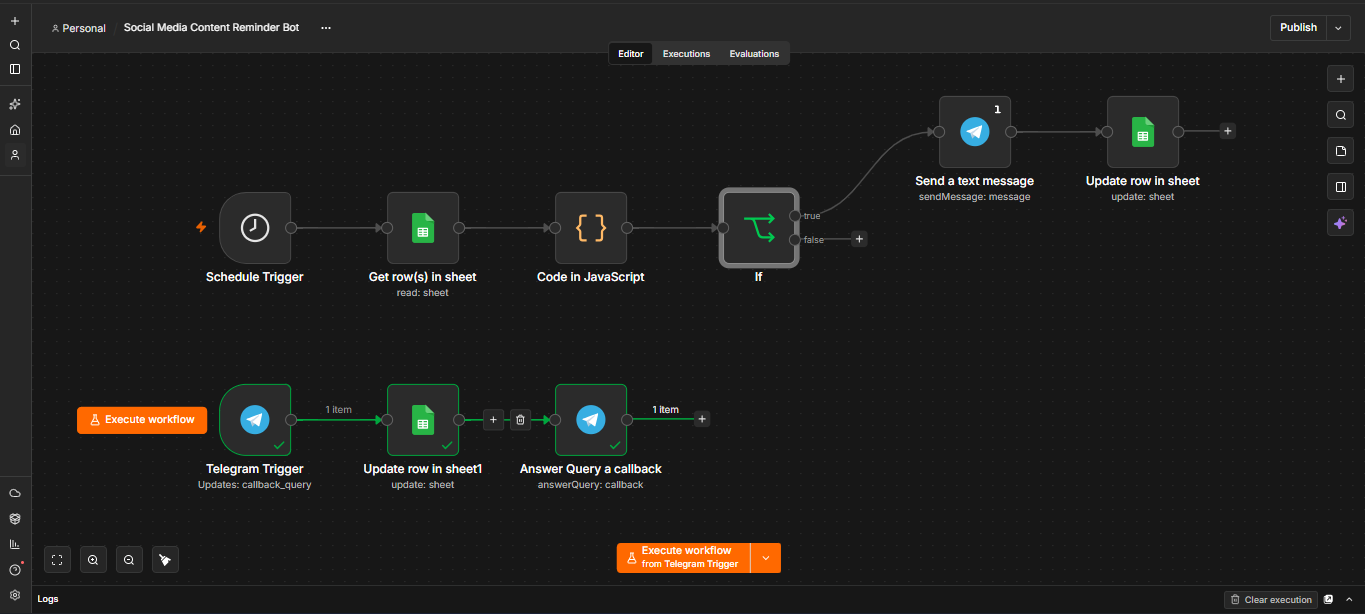 Personal
Social Media Content Reminder Bot
...
Publish
Editor
Executions
Evaluations
1
Send a text message
sendMessage: message
Update row in sheet
update: sheet
true
false
Schedule Trigger
Get row(s) in sheet
read: sheet
Code in JavaScript
If
Execute workflow
1 item
1 item
Telegram Trigger
Updates: callback_query
Update row in sheet1
update: sheet
Answer Query a callback
answerQuery: callback
Execute workflow
from Telegram Trigger
Logs
Clear execution